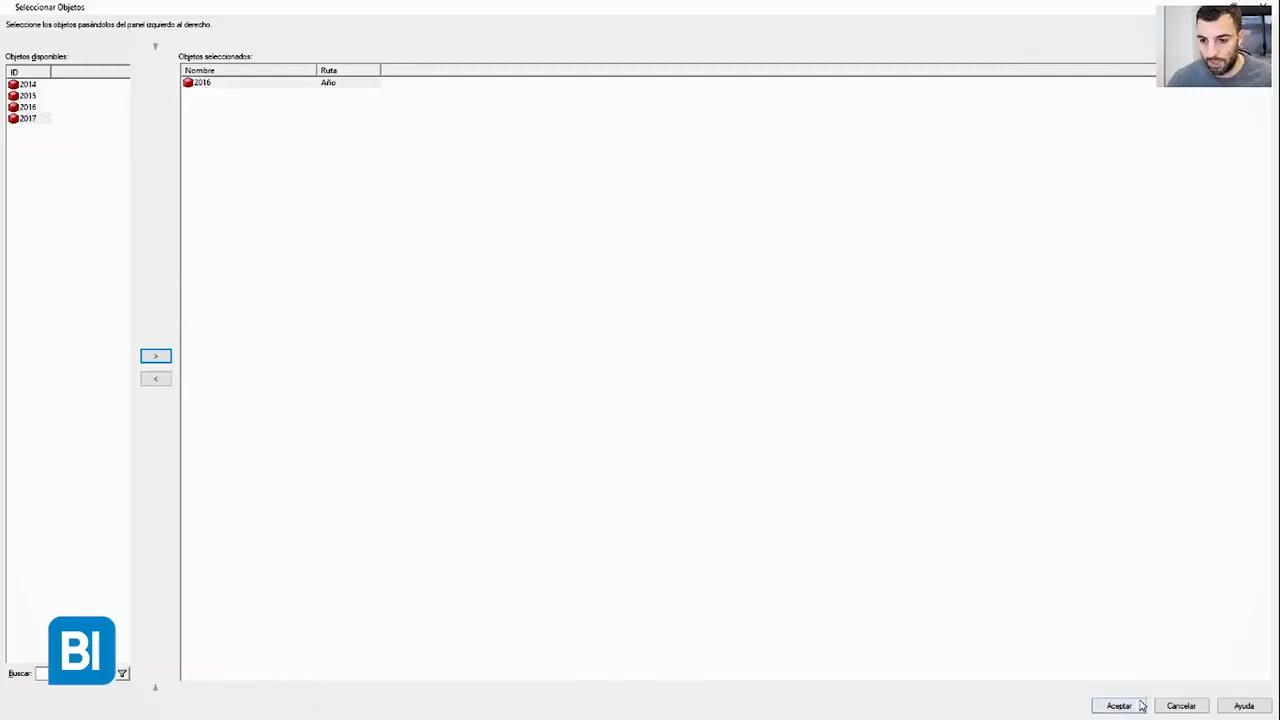 Seleccionar Objetos
Seleccione los objetos pasándolos del panel izquierdo al derecho.
Objetos disponibles:
ID
2014
2015
2016
2017
>
<
Objetos seleccionados:
Nombre Ruta
2016 Año
BI
Buscar:
Aceptar Cancelar Ayuda